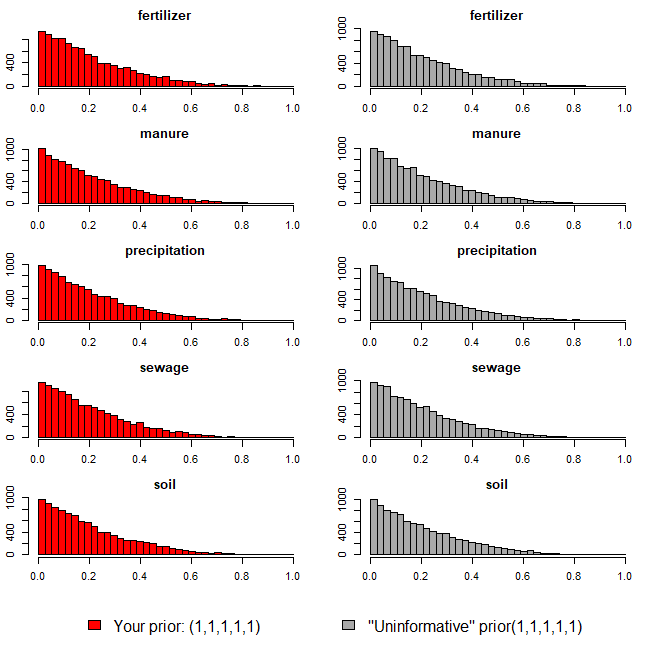 fertilizer fertilizer
400 0
1000 400 0
0.0 0.2 0.4 0.6 0.8 1.0 0.0 0.2 0.4 0.6 0.8 1.0
manure manure
1000 400 0
1000 400 0
0.0 0.2 0.4 0.6 0.8 1.0 0.0 0.2 0.4 0.6 0.8 1.0
precipitation precipitation
1000 400 0
1000 400 0
0.0 0.2 0.4 0.6 0.8 1.0 0.0 0.2 0.4 0.6 0.8 1.0
sewage sewage
400 0
1000 400 0
0.0 0.2 0.4 0.6 0.8 1.0 0.0 0.2 0.4 0.6 0.8 1.0
soil soil
1000 400 0
1000 400 0
0.0 0.2 0.4 0.6 0.8 1.0 0.0 0.2 0.4 0.6 0.8 1.0
Your prior: (1,1,1,1,1) "Uninformative" prior(1,1,1,1,1)